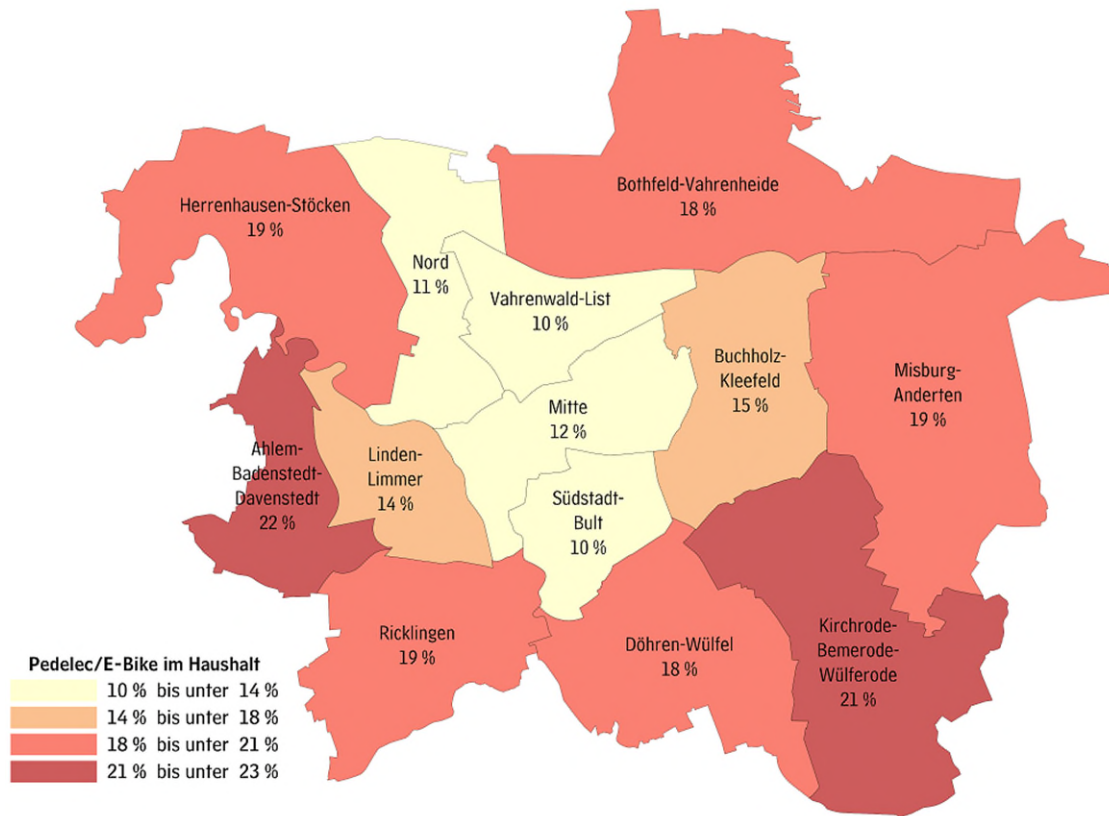 Bothfeld-Vahrenheide
18 %
Herrenhausen-Stöcken
19 %
Nord
11 %
Vahrenwald-List
10 %
Buchholz-
Kleefeld
15 %
Misburg-
Anderten
19 %
Mitte
12 %
Ahlem-
Badenstedt-
Davenstedt
22 %
Linden-
Limmer
14 %
Südstadt-
Bult
10 %
Ricklingen
19 %
Döhren-Wülfel
18 %
Kirchrode-
Bemerode-
Wülferode
21 %
Pedelec/E-Bike im Haushalt
10 % bis unter 14 %
14 % bis unter 18 %
18 % bis unter 21 %
21 % bis unter 23 %